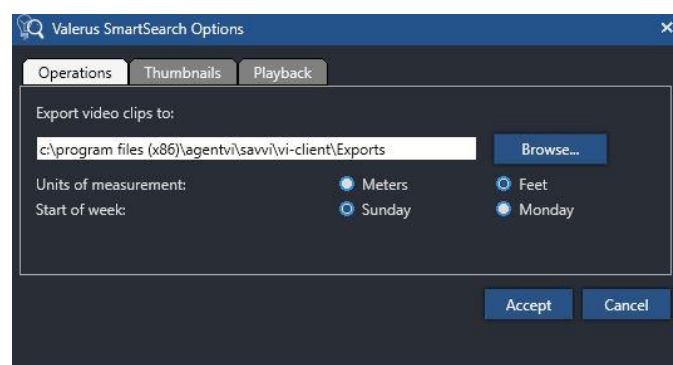 Valerus SmartSearch Options
Operations Thumbnails Playback
Export video clips to:
c:\program files (x86)\agentvi\savvi\vi-client\Exports Browse...
Units of measurement: Meters Feet
Start of week: Sunday Monday
Accept Cancel